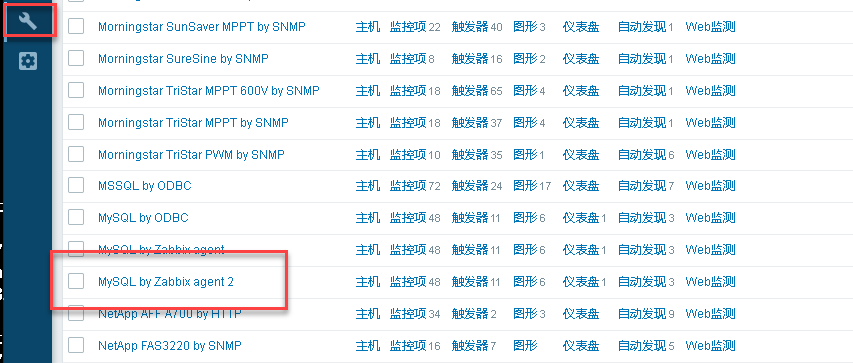 Morningstar SunSaver MPPT by SNMP 主机 监控项 22 触发器 40 图形 3 仪表盘 自动发现 1 Web监测
Morningstar SureSine by SNMP 主机 监控项 8 触发器 16 图形 2 仪表盘 自动发现 1 Web监测
Morningstar TriStar MPPT 600V by SNMP 主机 监控项 18 触发器 65 图形 4 仪表盘 自动发现 1 Web监测
Morningstar TriStar MPPT by SNMP 主机 监控项 18 触发器 37 图形 4 仪表盘 自动发现 1 Web监测
Morningstar TriStar PWM by SNMP 主机 监控项 10 触发器 35 图形 1 仪表盘 自动发现 6 Web监测
MSSQL by ODBC 主机 监控项 72 触发器 24 图形 17 仪表盘 自动发现 7 Web监测
MySQL by ODBC 主机 监控项 48 触发器 11 图形 6 仪表盘 1 自动发现 3 Web监测
MySQL by Zabbix agent 主机 监控项 48 触发器 11 图形 6 仪表盘 1 自动发现 3 Web监测
MySQL by Zabbix agent 2 主机 监控项 48 触发器 11 图形 6 仪表盘 1 自动发现 3 Web监测
NetApp AFF A700 by HTTP 主机 监控项 34 触发器 2 图形 3 仪表盘 自动发现 9 Web监测
NetApp FAS3220 by SNMP 主机 监控项 16 触发器 7 图形 仪表盘 自动发现 5 Web监测